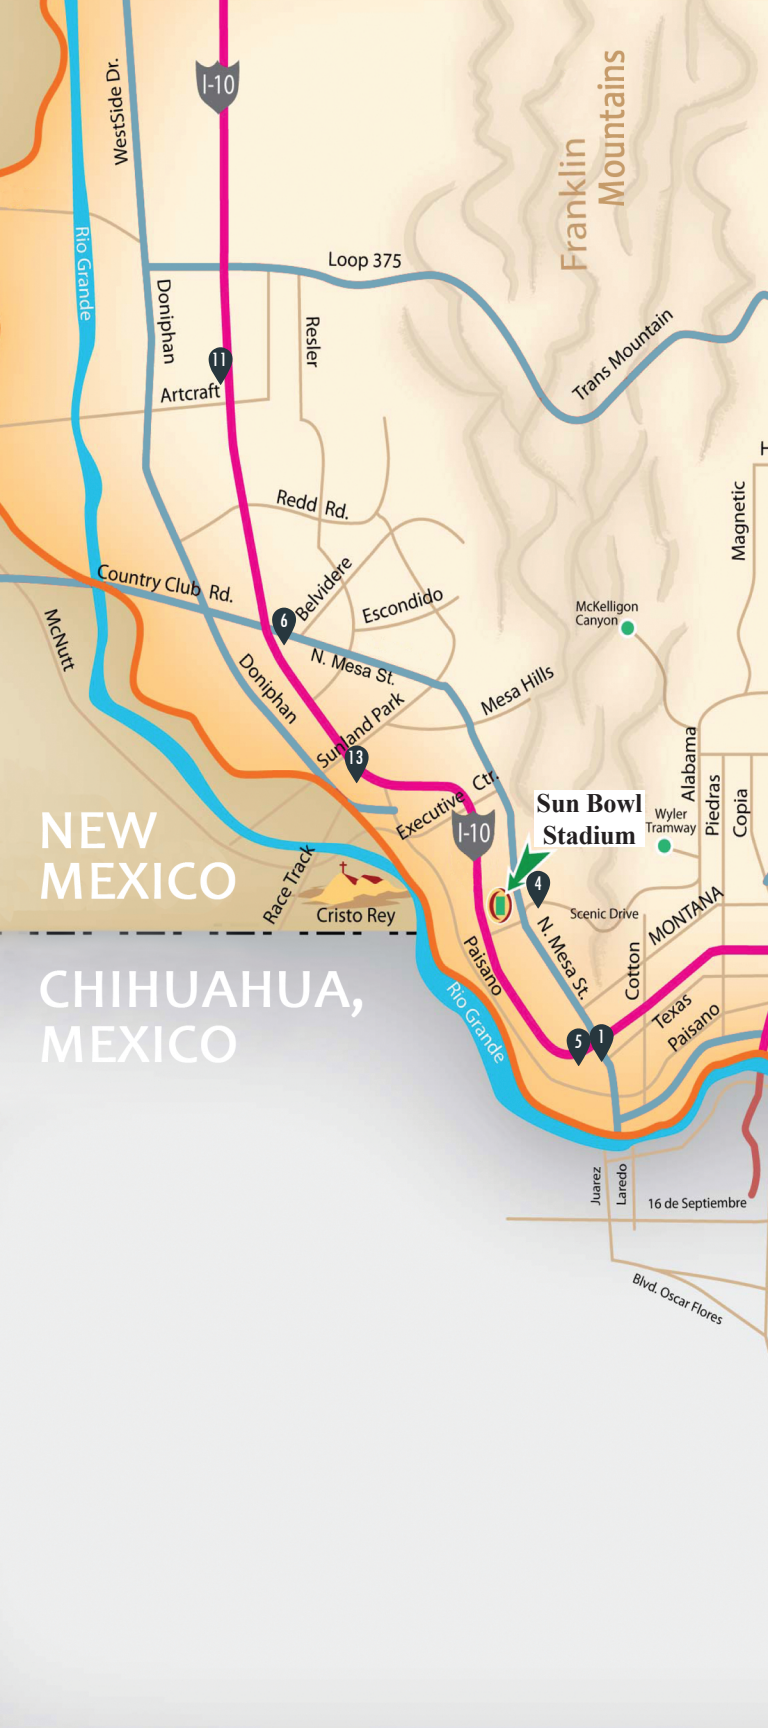 I-10
WestSide Dr.
Franklin
Mountains
Rio Grande
Loop 375
Doniphan
Resler
Trans Mountain
11
Artcraft
H
Magnetic
Redd Rd.
Country Club Rd.
Belvidere
Escondido
McKelligon
Canyon
6
McNutt
N. Mesa St.
Doniphan
Mesa Hills
Sunland Park
13
Alabama
Piedras
Copia
Executive Ctr.
Sun Bowl
Stadium
Wyler
Tramway
I-10
NEW
MEXICO
Race Track
4
Cristo Rey
Scenic Drive
MONTANA
N. Mesa St.
Cotton
Paisano
CHIHUAHUA,
MEXICO
Rio Grande
Texas
Paisano
5
1
Juarez
Laredo
16 de Septiembre
Blvd. Oscar Flores